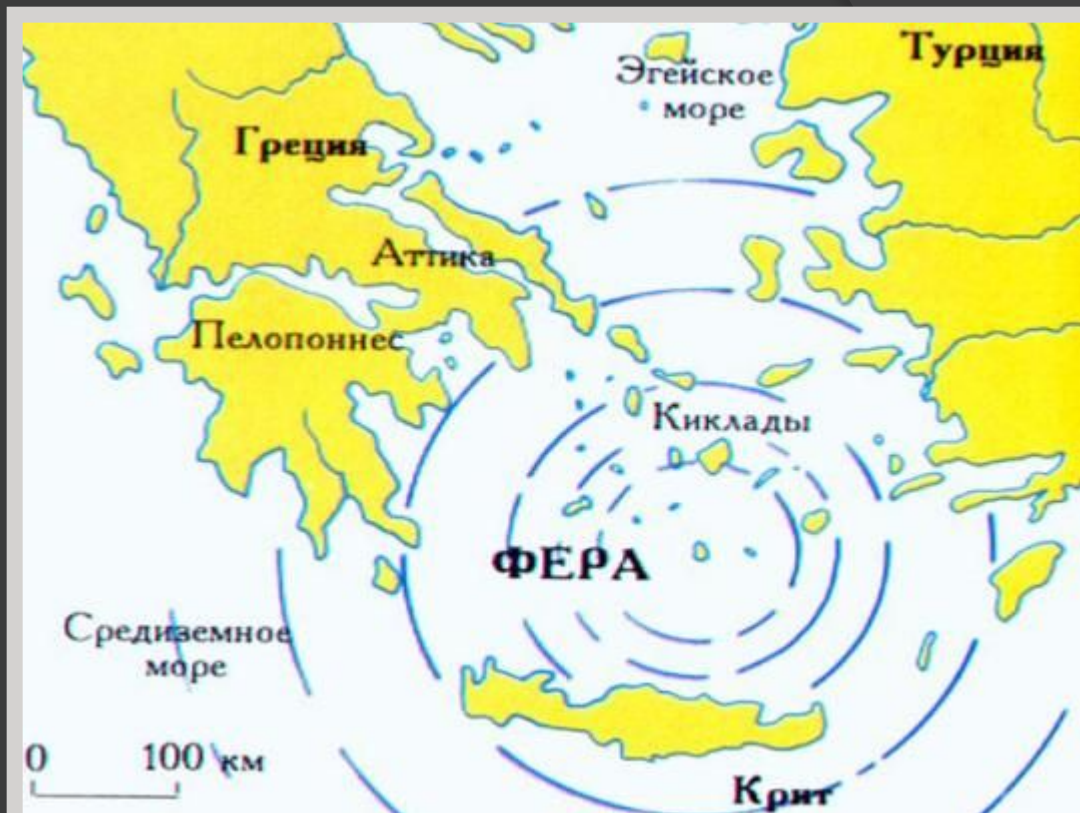 Турция
Эгейское
море
Греция
Аттика
Пелопоннес
Киклады
ФЕРА
Средиземное
море
0 100 км
Крит